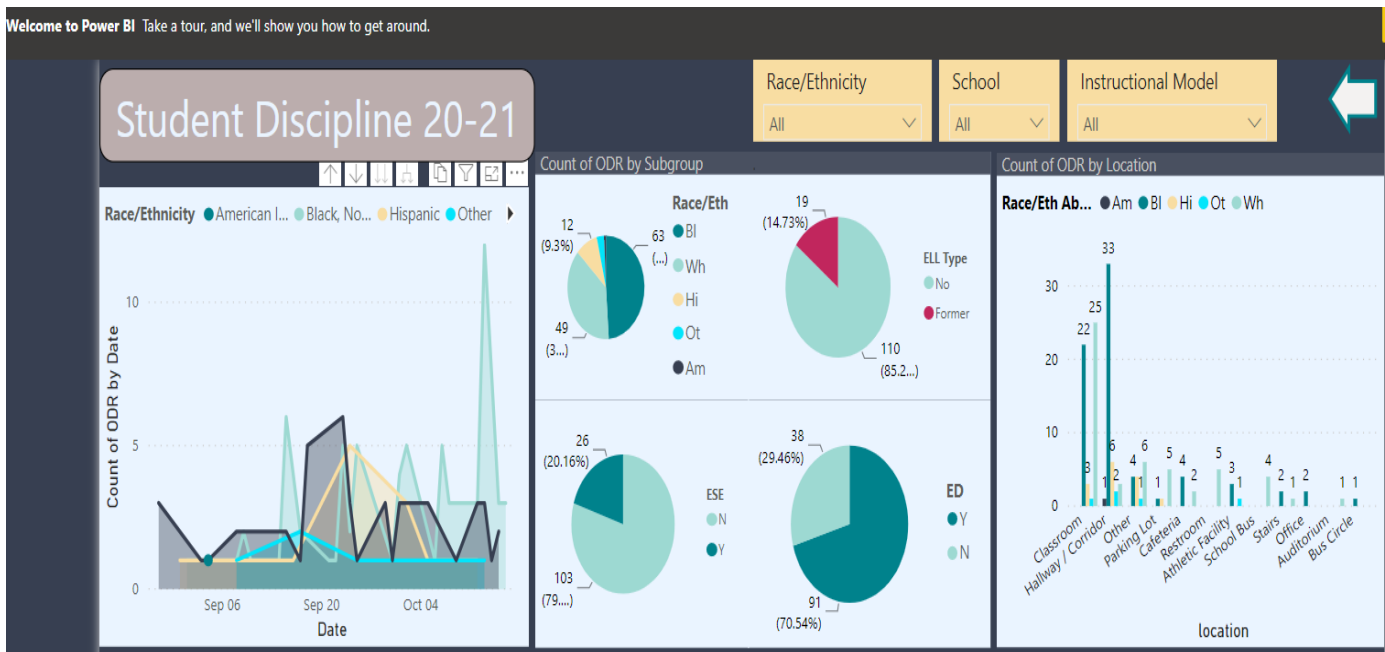 Welcome to Power BI Take a tour, and we'll show you how to get around.
Student Discipline 20-21
Race/Ethnicity
All
School
All
Instructional Model
All
Race/Ethnicity American I... Black, No... Hispanic Other
Count of ODR by Date
10
5
0
Sep 06 Sep 20 Oct 04
Date
Count of ODR by Subgroup
12
(9.3%)
63
(...)
49
(3...)
Race/Eth
Bl
Wh
Hi
Ot
Am
19
(14.73%)
110
(85.2...)
ELL Type
No
Former
26
(20.16%)
103
(79....)
ESE
N
Y
38
(29.46%)
91
(70.54%)
ED
Y
N
Count of ODR by Location
Race/Eth Ab... Am Bl Hi Ot Wh
30
20
10
0
22
3
25
1
33
6
2
4
1
6
1
5
4
2
5
3
1
4
2
1
2
1
1
Classroom
Hallway / Corridor
Other
Parking Lot
Cafeteria
Restroom
Athletic Facility
School Bus
Stairs
Office
Auditorium
Bus Circle
location